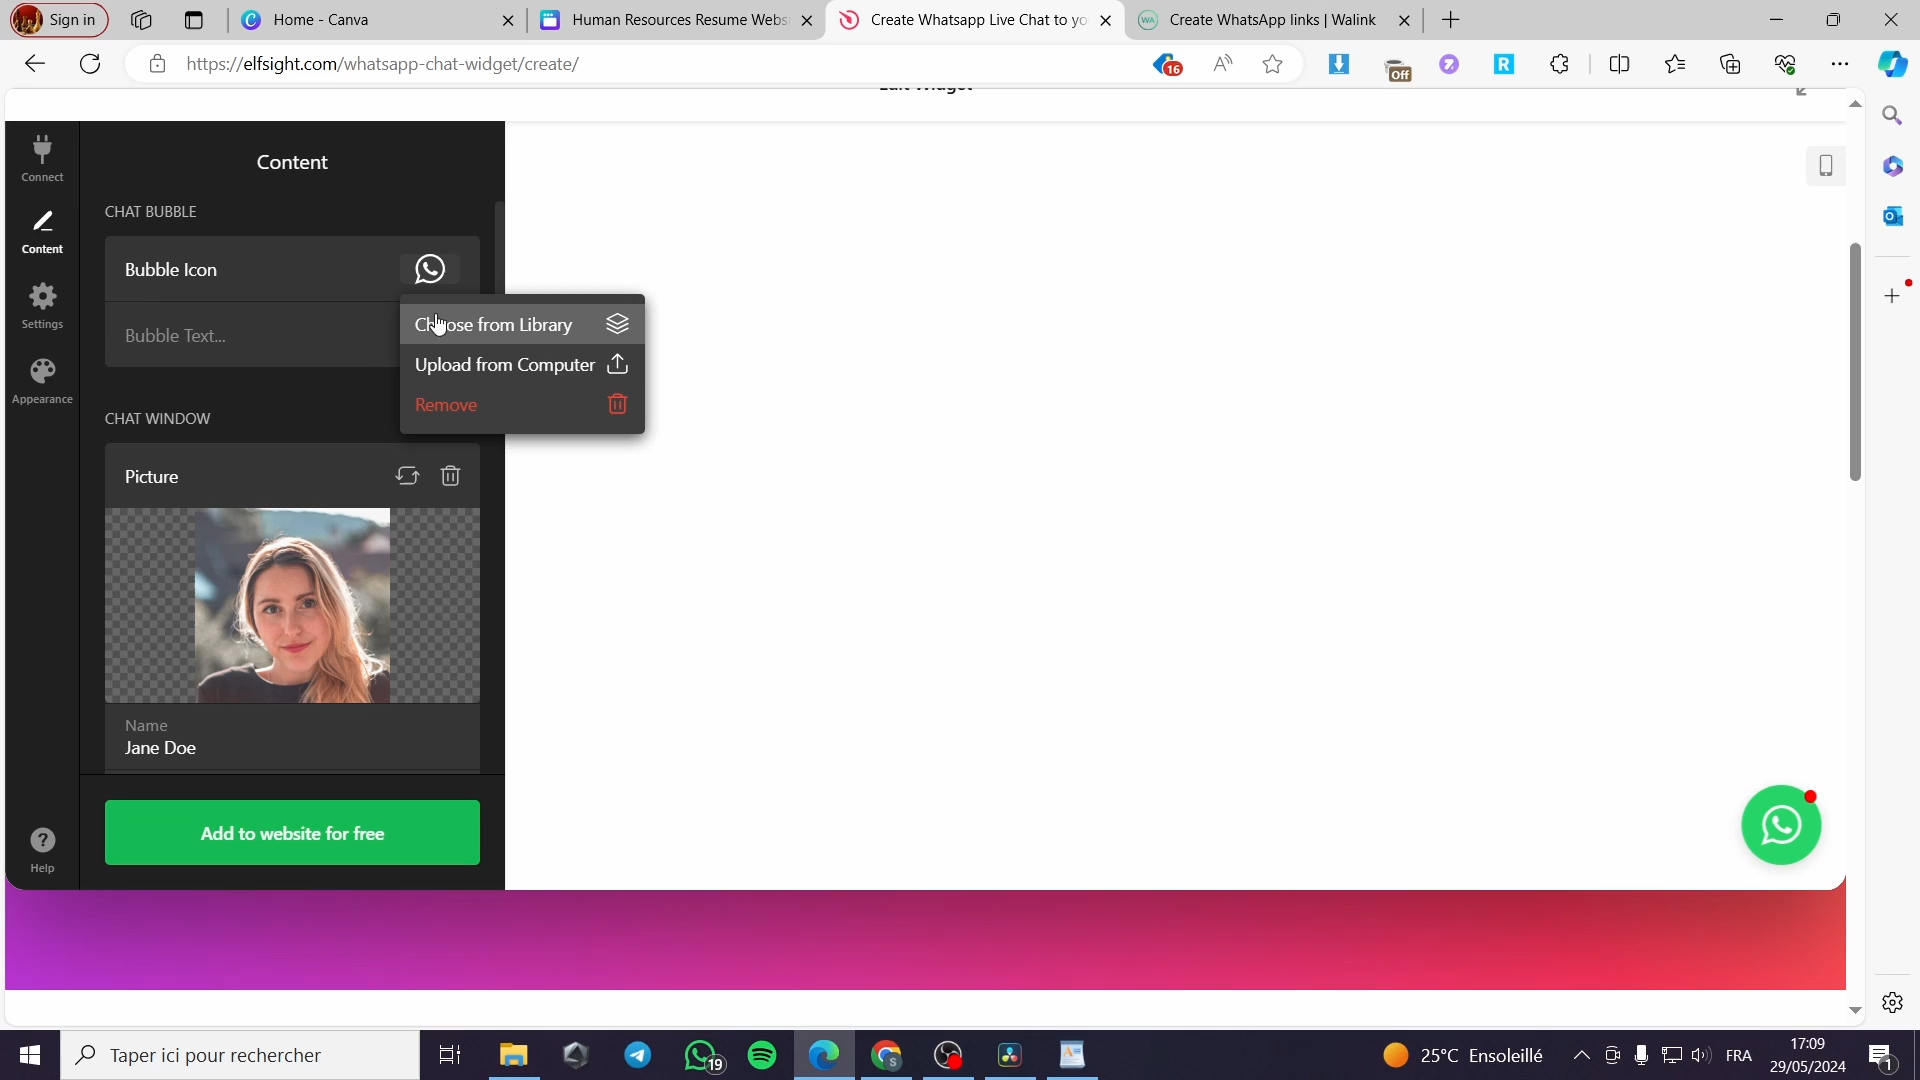 Sign in
Home - Canva
Human Resources Resume Webs
Create Whatsapp Live Chat to yo
Create WhatsApp links | Walink
https://elfsight.com/whatsapp-chat-widget/create/
16
Off
Connect
Content
Settings
Appearance
Help
Content
CHAT BUBBLE
Bubble Icon
Bubble Text...
Choose from Library
Upload from Computer
Remove
CHAT WINDOW
Picture
Name
Jane Doe
Add to website for free
Taper ici pour rechercher
19
25°C Ensoleillé
FRA
17:09
29/05/2024
1